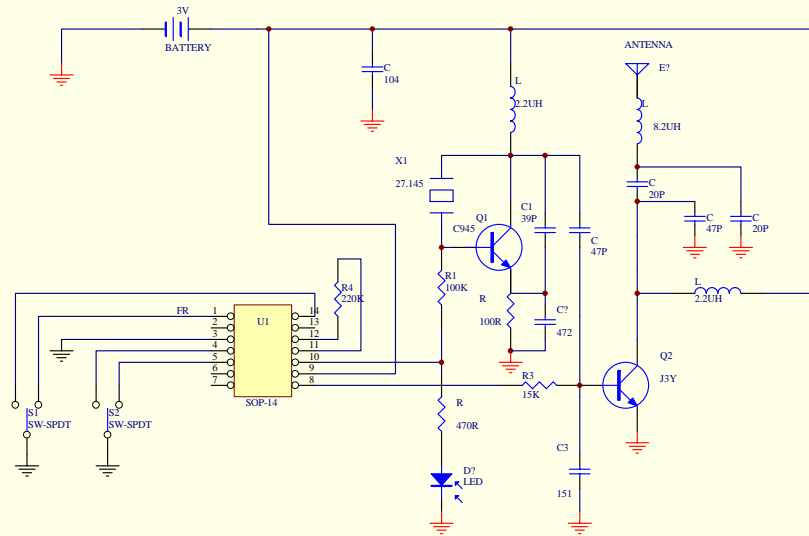 3V
BATTERY
C
104
L
2.2UH
ANTENNA
E?
L
8.2UH
C
20P
C
47P
C
20P
X1
27.145
Q1
C945
C1
39P
C
47P
R1
100K
R
100R
C?
472
L
2.2UH
R4
220K
FR
U1
SOP-14
1
2
3
4
5
6
7
14
13
12
11
10
9
8
S1
SW-SPDT
S2
SW-SPDT
R
470R
D?
LED
R3
15K
Q2
J3Y
C3
151